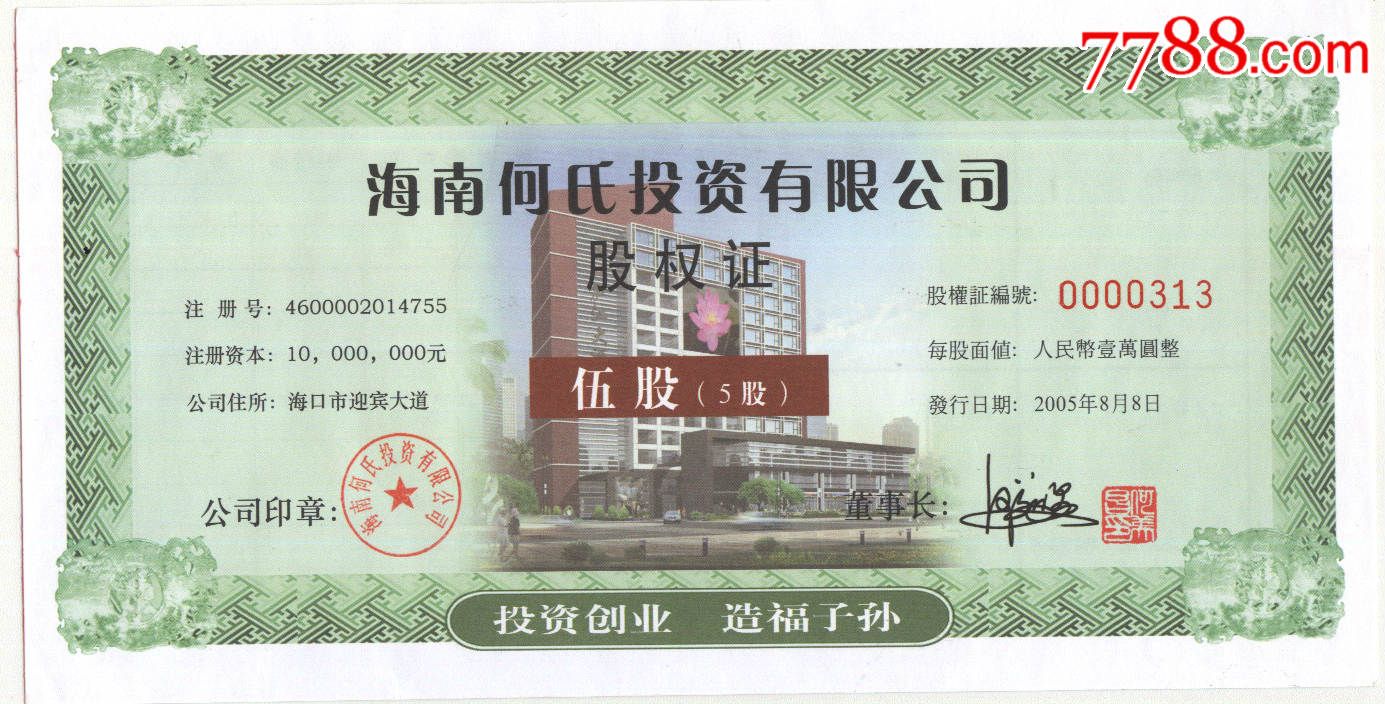 7788.com
海南何氏投资有限公司
股权证
注册号：4600002014755
股權証編號：0000313
注册资本：10，000，000元
每股面値：人民幣壹萬圓整
伍股（5股）
公司住所：海口市迎宾大道
發行日期：2005年8月8日
公司印章：
海南何氏投资有限公司
董事长：
投资创业 造福子孙